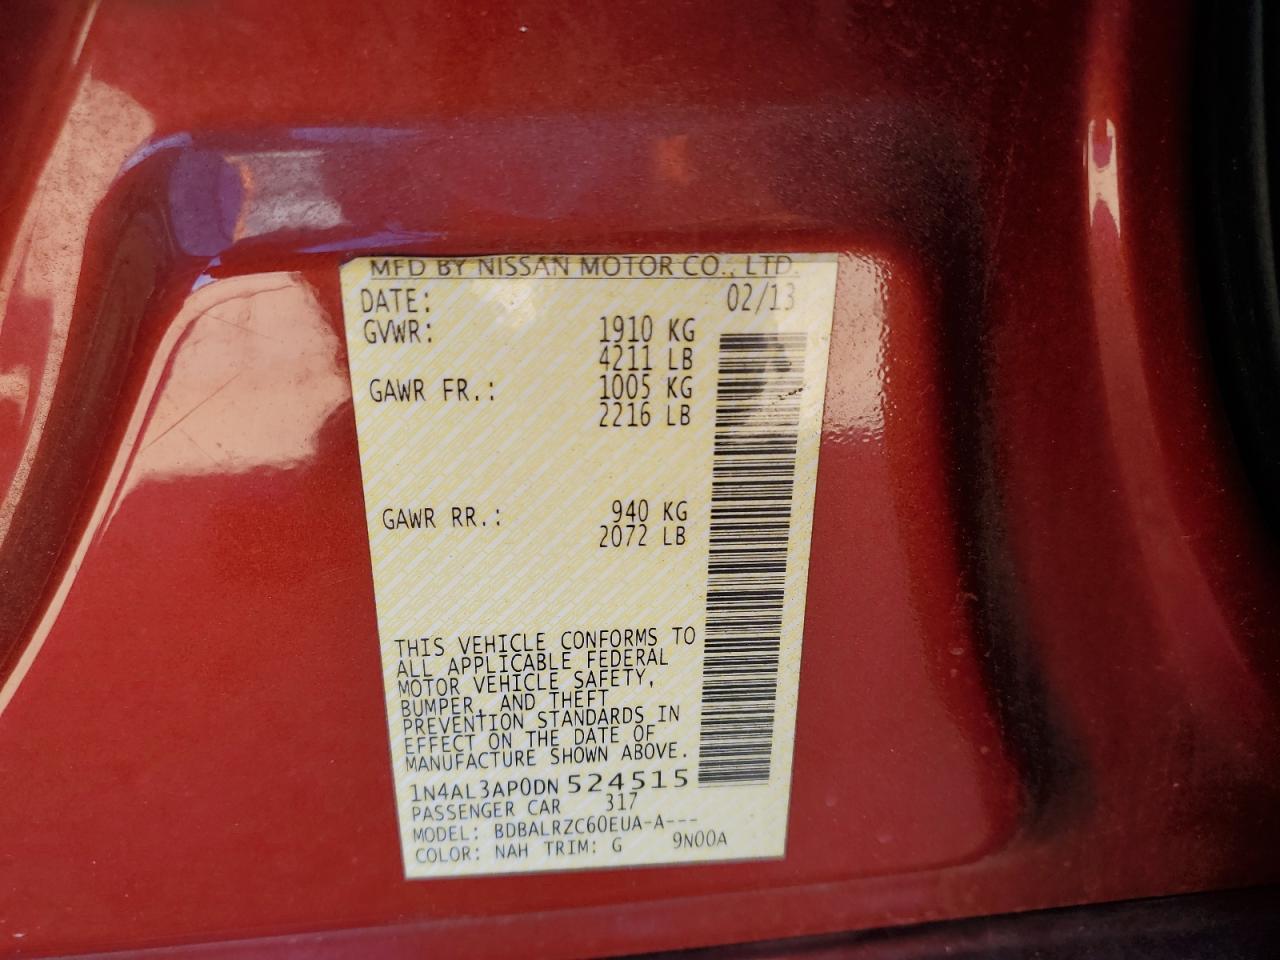 MFD BY NISSAN MOTOR CO., LTD.
DATE: 02/13
GVWR: 1910 KG
4211 LB
GAWR FR.: 1005 KG
2216 LB
GAWR RR.: 940 KG
2072 LB
THIS VEHICLE CONFORMS TO
ALL APPLICABLE FEDERAL
MOTOR VEHICLE SAFETY,
BUMPER, AND THEFT
PREVENTION STANDARDS IN
EFFECT ON THE DATE OF
MANUFACTURE SHOWN ABOVE.
1N4AL3AP0DN524515
PASSENGER CAR 317
MODEL: BDBALRZC60EUA-A---
COLOR: NAH TRIM: G 9N00A